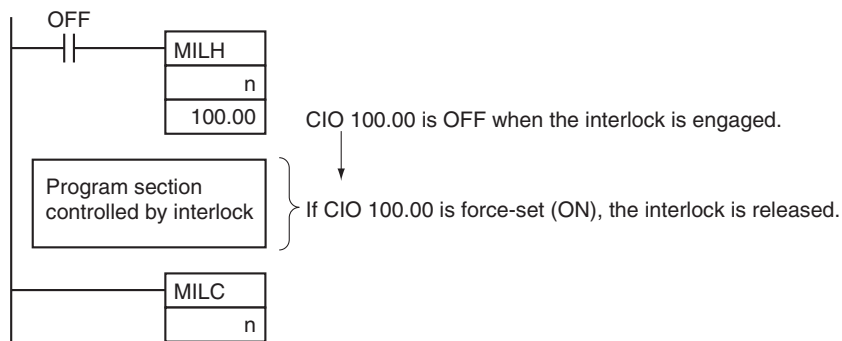 OFF
MILH
n
100.00
CIO 100.00 is OFF when the interlock is engaged.
Program section
controlled by interlock
If CIO 100.00 is force-set (ON), the interlock is released.
MILC
n